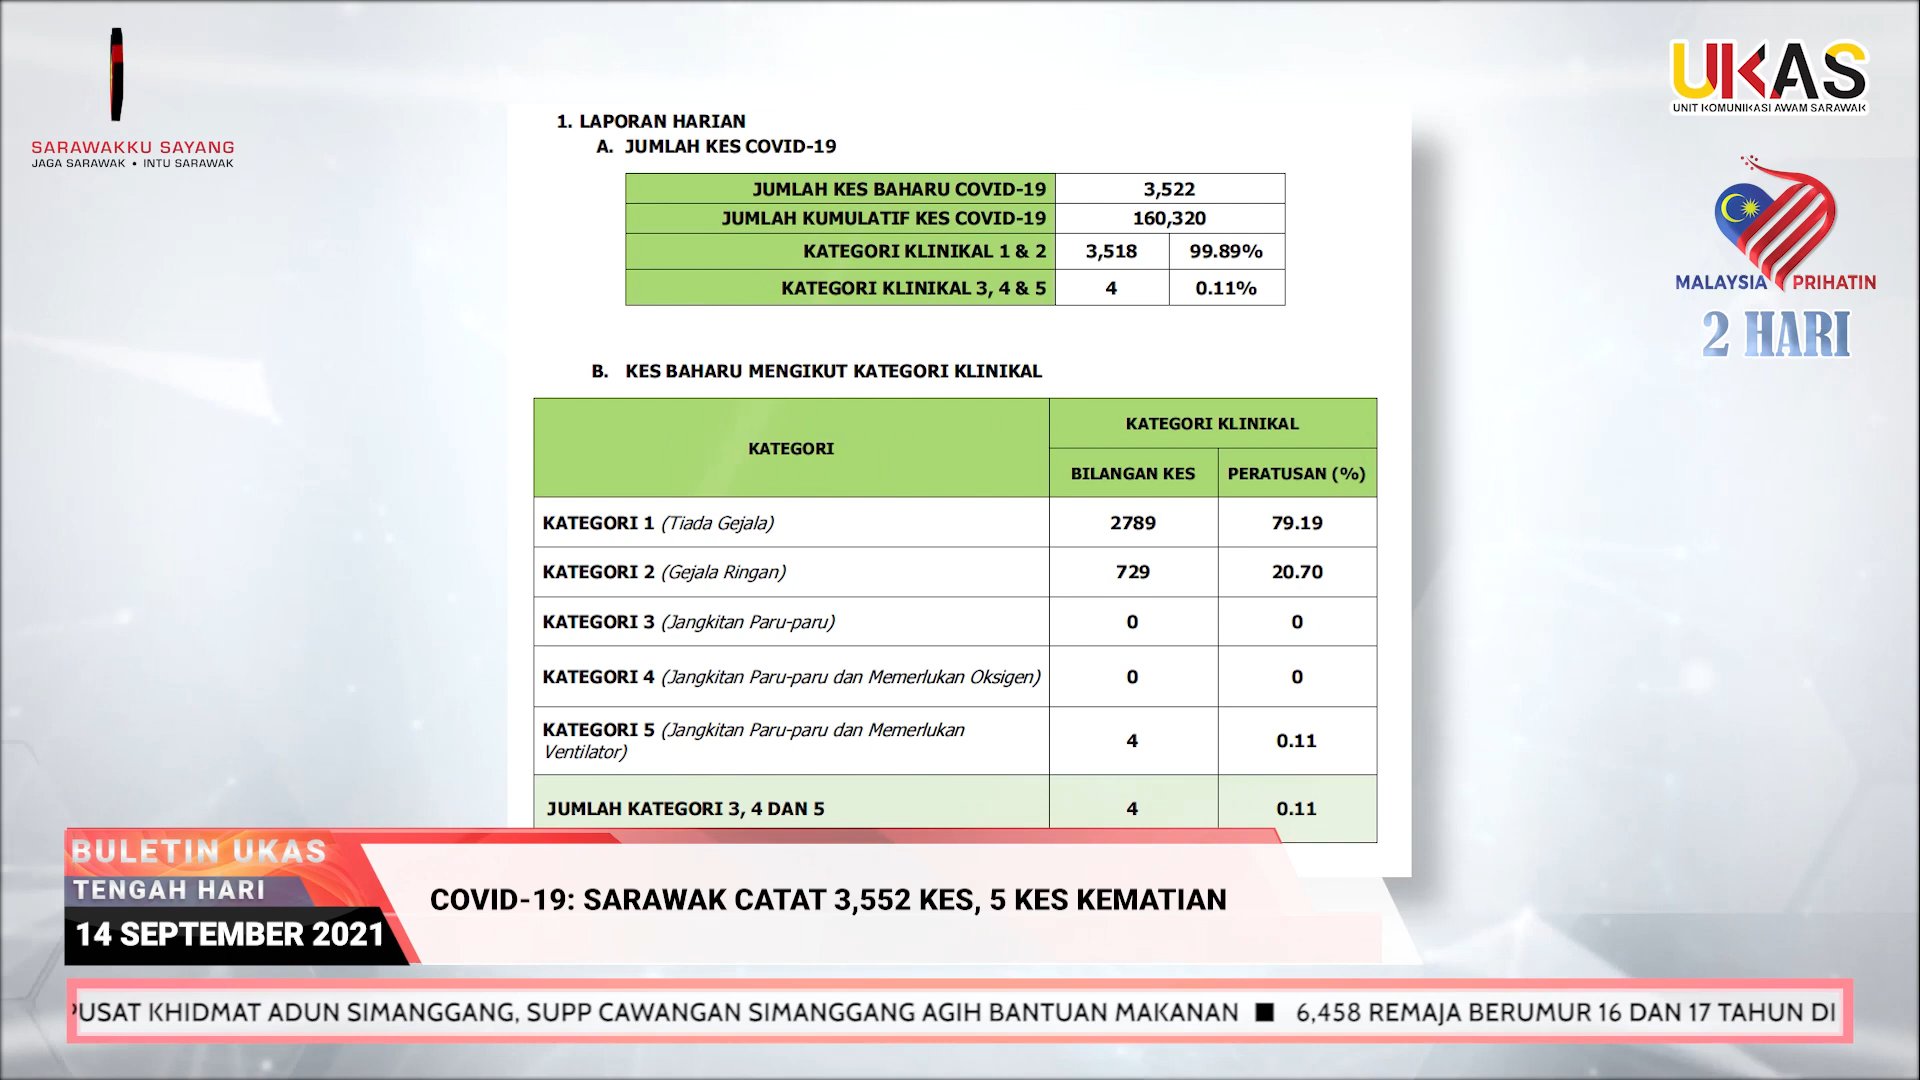 SARAWAKKU SAYANG
JAGA SARAWAK • INTU SARAWAK
UKAS
UNIT KOMUNIKASI AWAM SARAWAK
MALAYSIA PRIHATIN
2 HARI
1. LAPORAN HARIAN
A. JUMLAH KES COVID-19
JUMLAH KES BAHARU COVID-19 3,522
JUMLAH KUMULATIF KES COVID-19 160,320
KATEGORI KLINIKAL 1 & 2 3,518 99.89%
KATEGORI KLINIKAL 3, 4 & 5 4 0.11%
B. KES BAHARU MENGIKUT KATEGORI KLINIKAL
KATEGORI KATEGORI KLINIKAL
BILANGAN KES PERATUSAN (%)
KATEGORI 1 (Tiada Gejala) 2789 79.19
KATEGORI 2 (Gejala Ringan) 729 20.70
KATEGORI 3 (Jangkitan Paru-paru) 0 0
KATEGORI 4 (Jangkitan Paru-paru dan Memerlukan Oksigen) 0 0
KATEGORI 5 (Jangkitan Paru-paru dan Memerlukan
Ventilator) 4 0.11
JUMLAH KATEGORI 3, 4 DAN 5 4 0.11
BULETIN UKAS
TENGAH HARI
14 SEPTEMBER 2021
COVID-19: SARAWAK CATAT 3,552 KES, 5 KES KEMATIAN
PUSAT KHIDMAT ADUN SIMANGGANG, SUPP CAWANGAN SIMANGGANG AGIH BANTUAN MAKANAN ■ 6,458 REMAJA BERUMUR 16 DAN 17 TAHUN DI